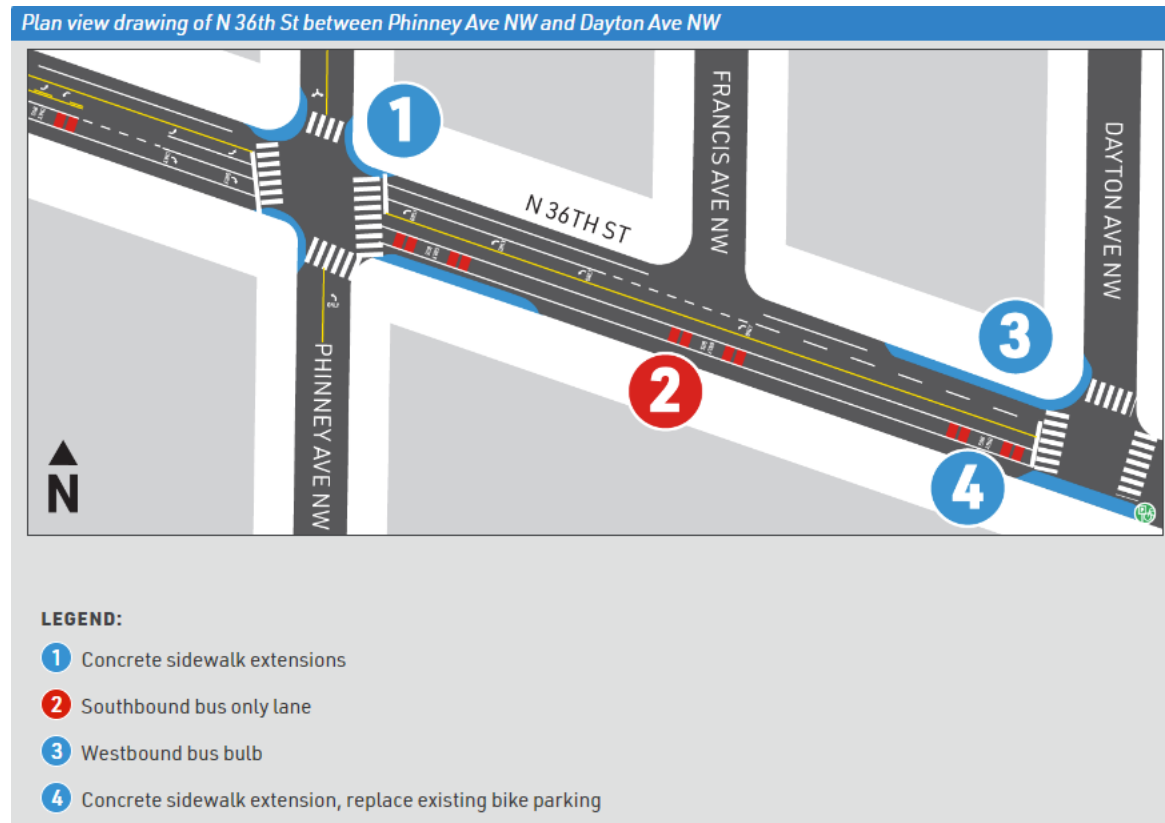 Plan view drawing of N 36th St between Phinney Ave NW and Dayton Ave NW
1
FRANCIS AVE NW
DAYTON AVE NW
N 36TH ST
3
2
PHINNEY AVE NW
4
N
LEGEND:
1 Concrete sidewalk extensions
2 Southbound bus only lane
3 Westbound bus bulb
4 Concrete sidewalk extension, replace existing bike parking